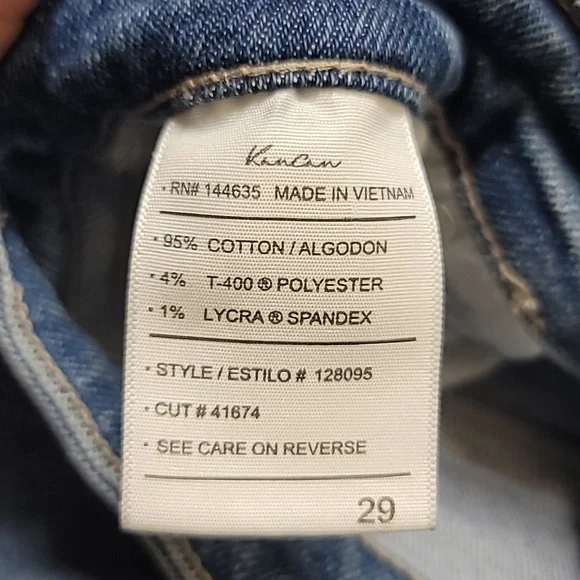 KanCan
· RN# 144635 MADE IN VIETNAM
· 95% COTTON / ALGODON
· 4% T-400 ® POLYESTER
· 1% LYCRA ® SPANDEX
· STYLE / ESTILO # 128095
· CUT # 41674
· SEE CARE ON REVERSE
29